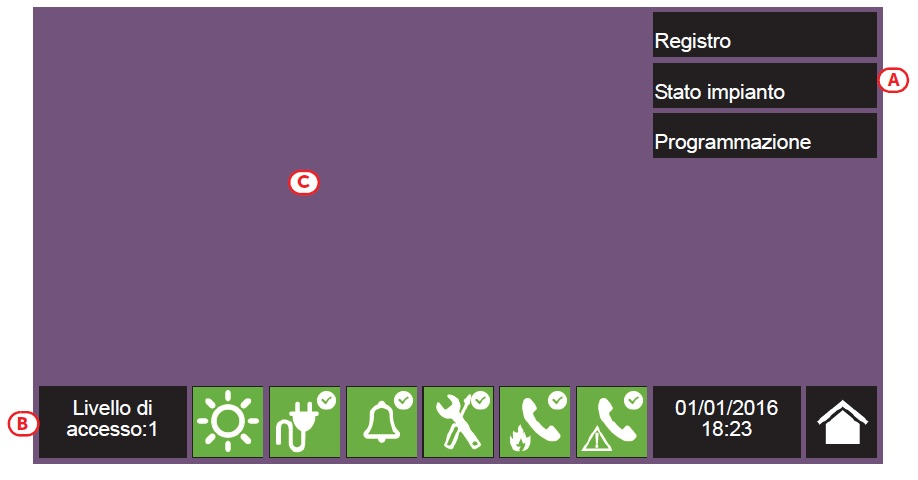 Registro
A
Stato impianto
Programmazione
C
B
Livello di
accesso:1
01/01/2016
18:23